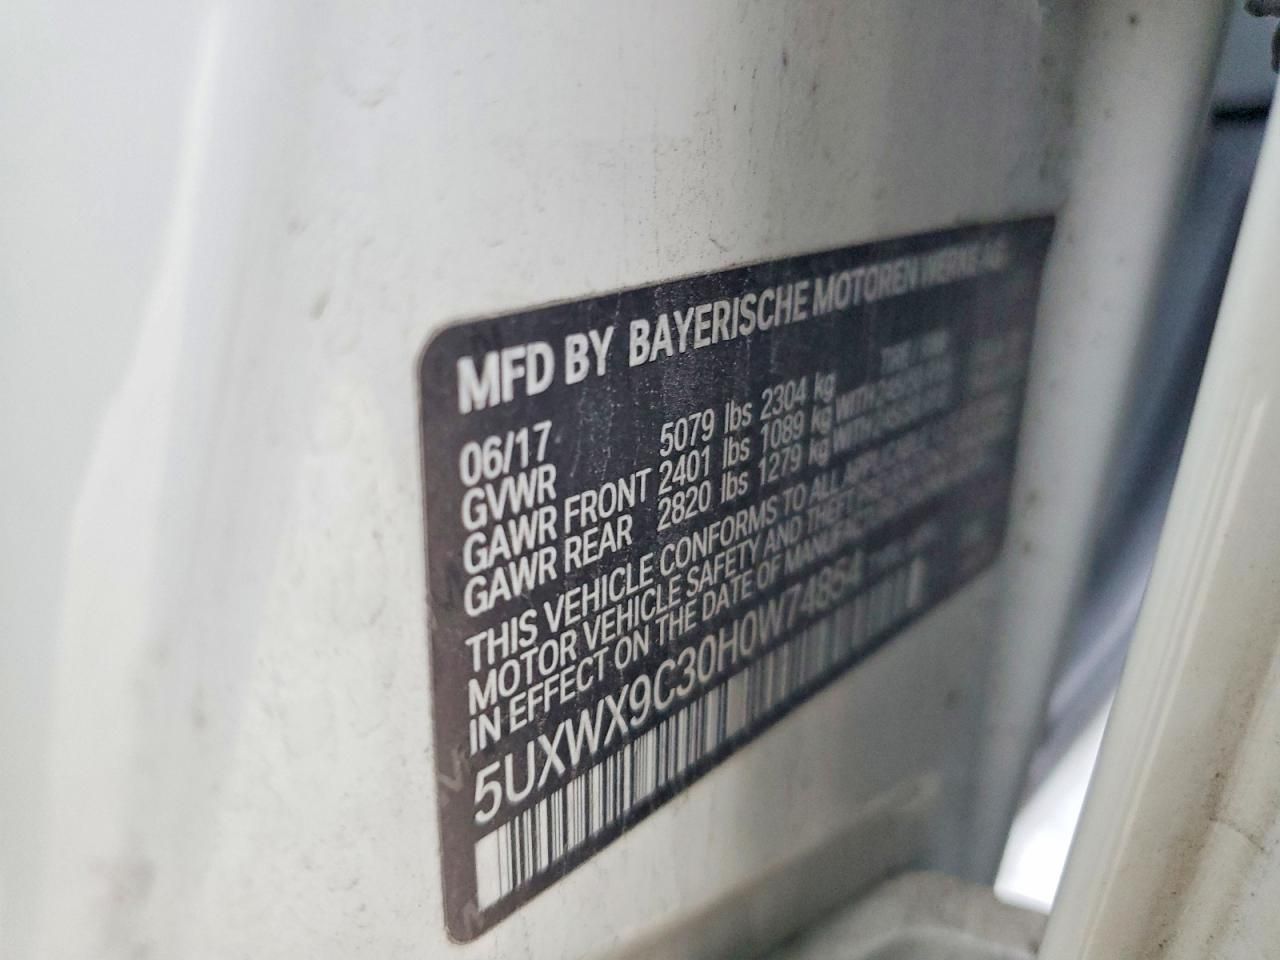 MFD BY BAYERISCHE MOTOREN WERKE AG
06/17
GVWR 5079 lbs 2304 kg
GAWR FRONT 2401 lbs 1089 kg WITH
GAWR REAR 2820 lbs 1279 kg WITH
THIS VEHICLE CONFORMS TO ALL APPLICABLE
MOTOR VEHICLE SAFETY AND THEFT
IN EFFECT ON THE DATE OF MANUFACTURE
5UXWX9C30H0W74854